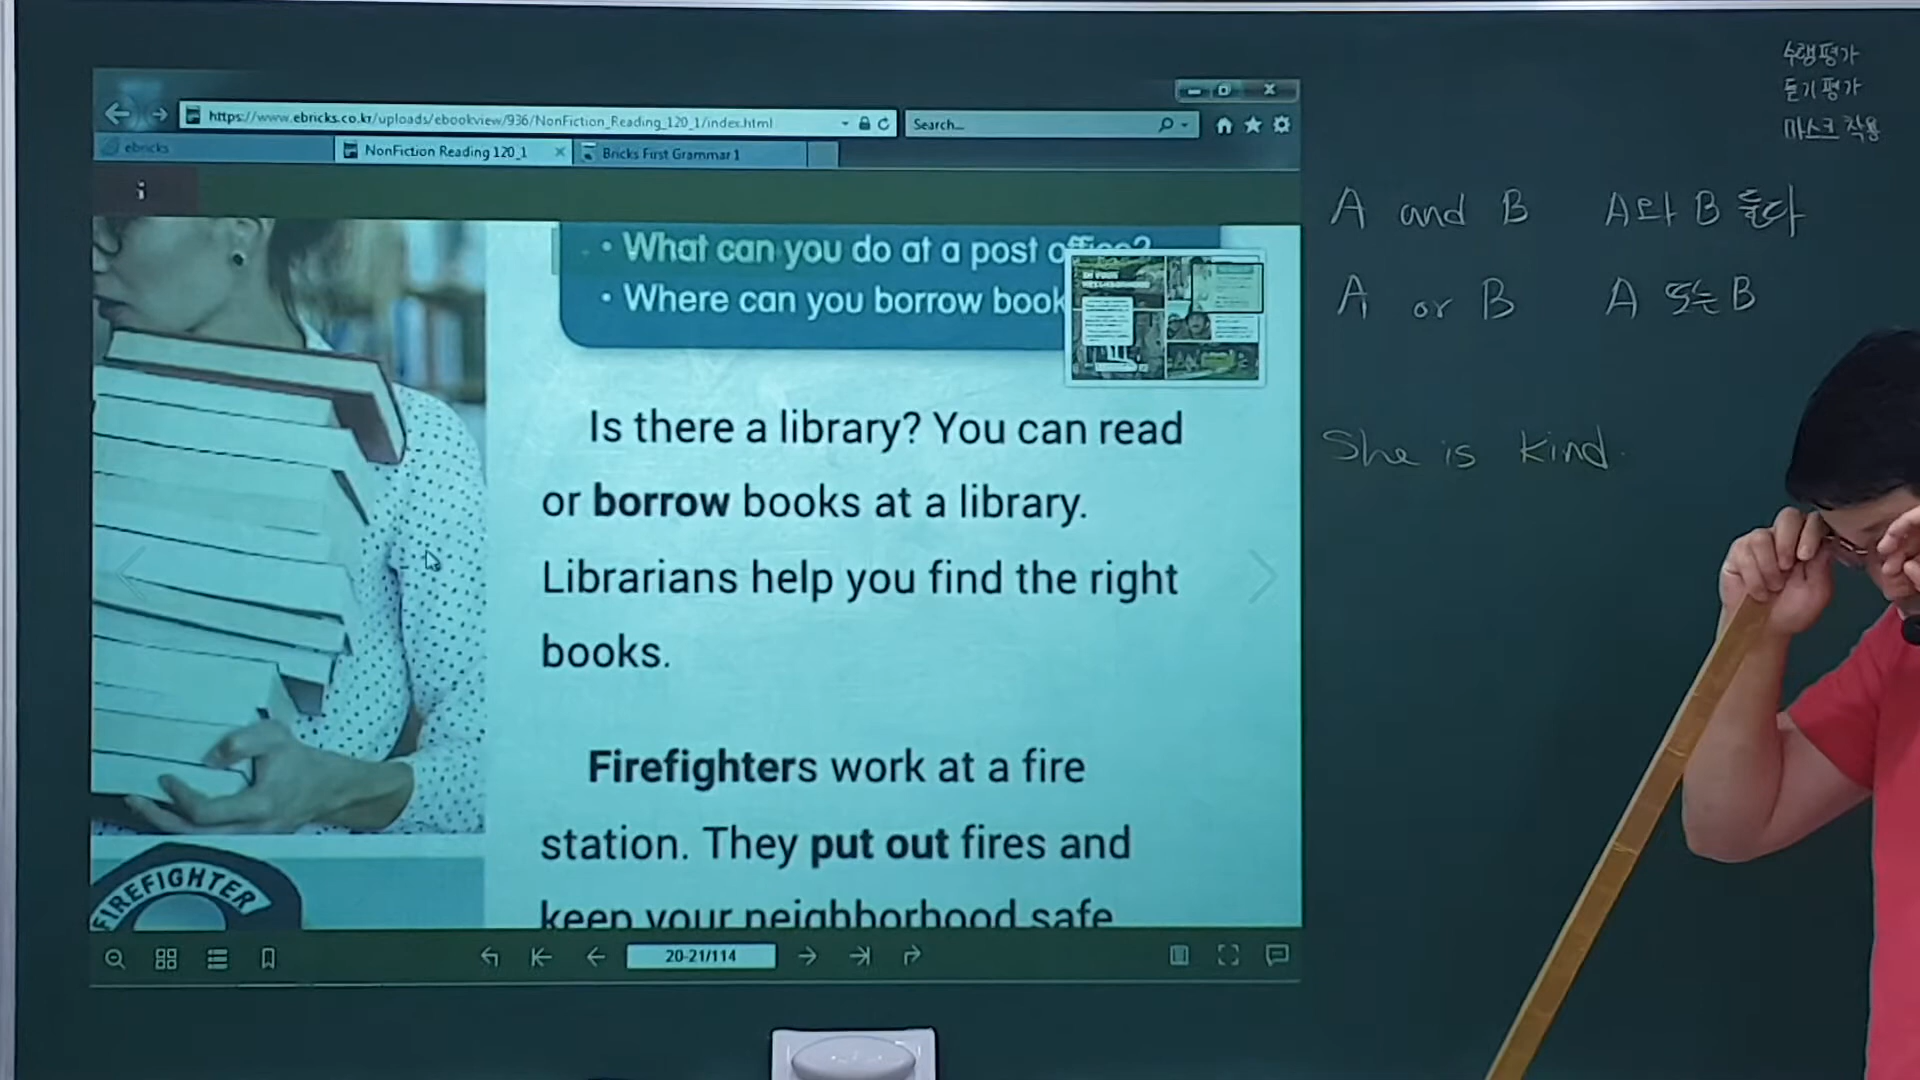 수행평가
듣기평가
마스크 착용
https://www.ebricks.co.kr/uploads/ebookview/936/NonFiction_Reading_120_1/index.html
Search...
ebricks
NonFiction Reading 120_1
Bricks First Grammar 1
A and B A와 B 둘다
A or B A 또는 B
She is kind.
• What can you do at a post office?
• Where can you borrow book
Is there a library? You can read
or borrow books at a library.
Librarians help you find the right
books.
Firefighters work at a fire
station. They put out fires and
keep your neighborhood safe
FIREFIGHTER
20-21/114